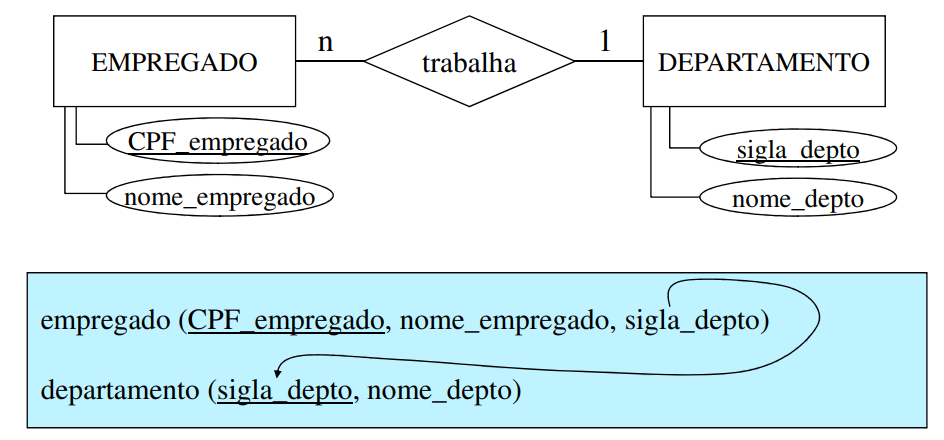 EMPREGADO n trabalha 1 DEPARTAMENTO
CPF_empregado
sigla_depto
nome_empregado
nome_depto
empregado (CPF_empregado, nome_empregado, sigla_depto)
departamento (sigla_depto, nome_depto)